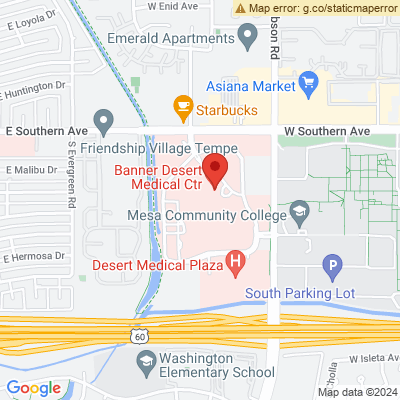 Map error: g.co/staticmaperror
E Loyola Dr
W Enid Ave
Emerald Apartments
bson Rd
E Huntington Dr
Asiana Market
Starbucks
E Southern Ave
W Southern Ave
Friendship Village Tempe
E Malibu Dr
S Evergreen Rd
Banner Desert
Medical Ctr
Mesa Community College
E Hermosa Dr
Desert Medical Plaza
H
P
South Parking Lot
60
Washington
Elementary School
W Isleta Ave
Cholla
Google
Map data ©2024